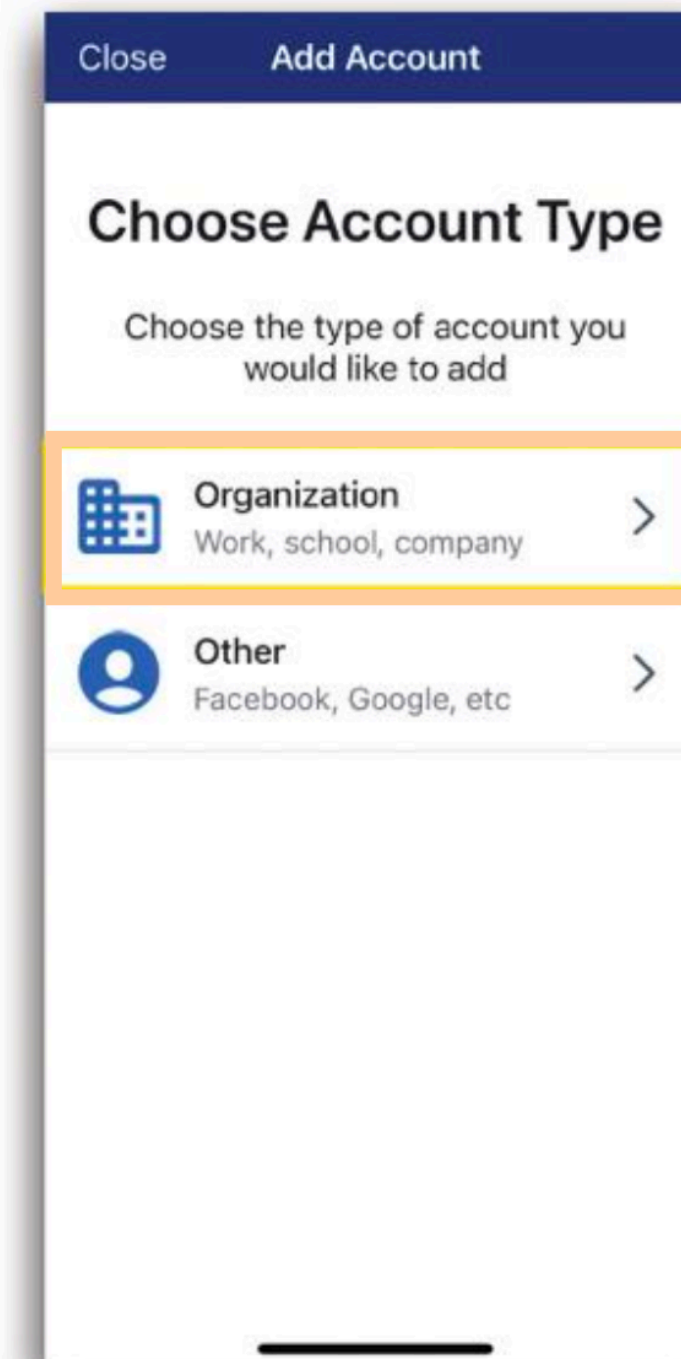 Close Add Account
Choose Account Type
Choose the type of account you
would like to add
Organization
Work, school, company
Other
Facebook, Google, etc